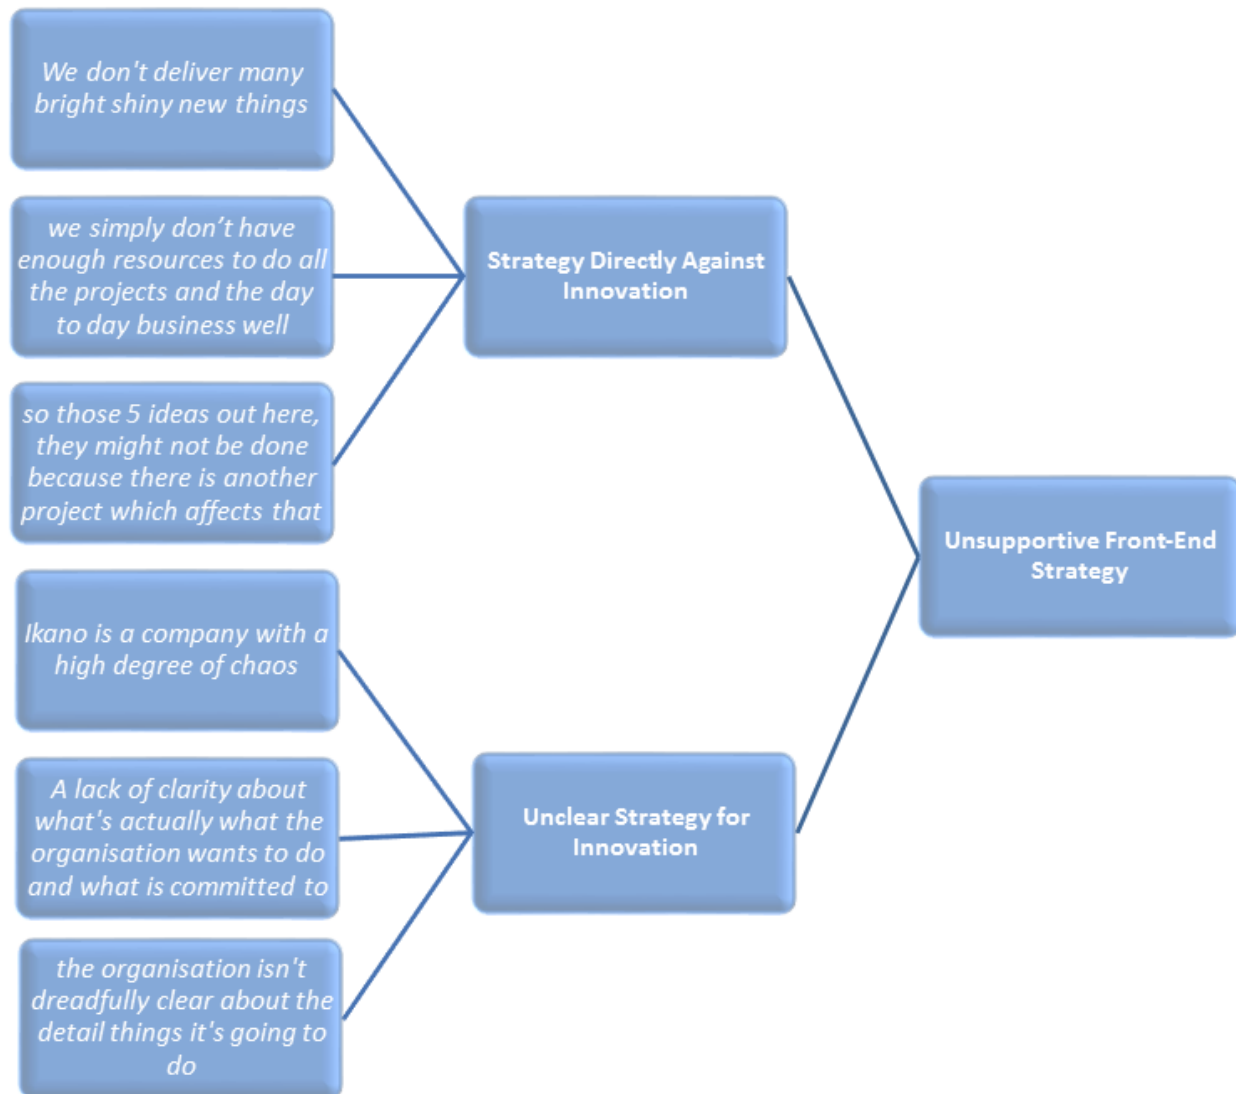 We don't deliver many
bright shiny new things
we simply don’t have
enough resources to do all
the projects and the day
to day business well
so those 5 ideas out here,
they might not be done
because there is another
project which affects that
Ikano is a company with a
high degree of chaos
A lack of clarity about
what's actually what the
organisation wants to do
and what is committed to
the organisation isn't
dreadfully clear about the
detail things it's going to
do
Strategy Directly Against
Innovation
Unclear Strategy for
Innovation
Unsupportive Front-End
Strategy